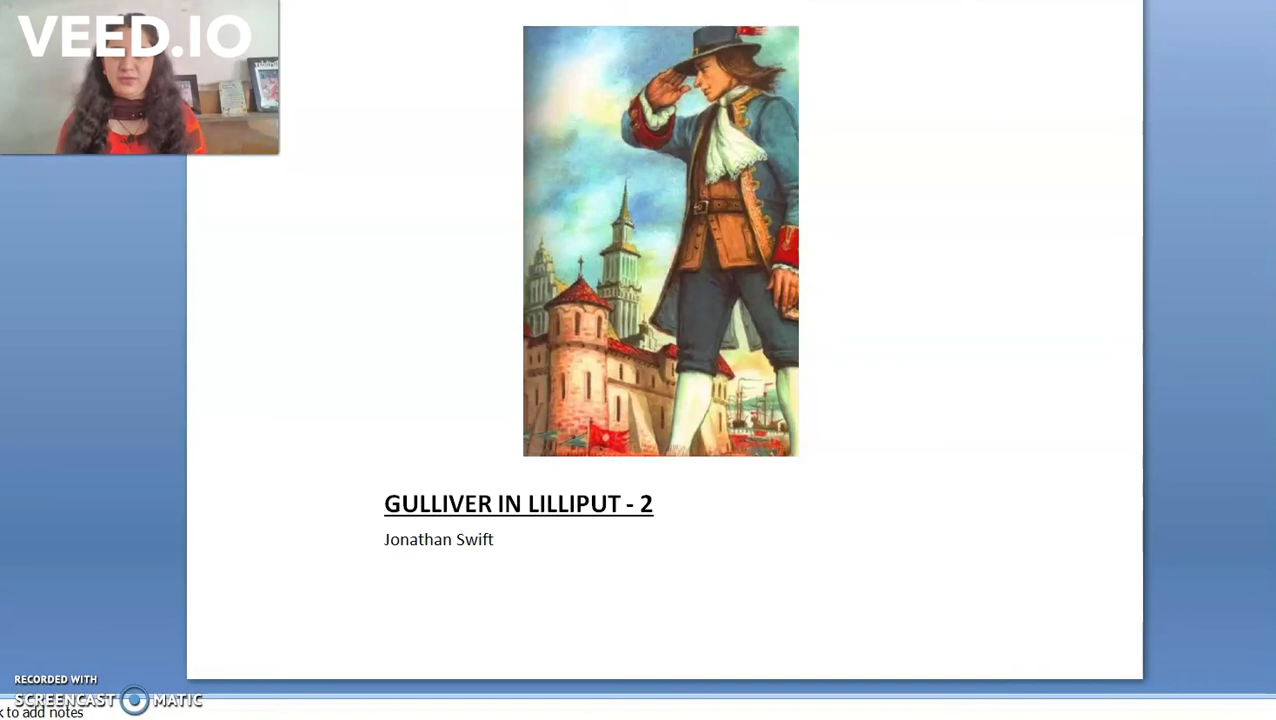 VEED.IO
GULLIVER IN LILLIPUT - 2
Jonathan Swift
RECORDED WITH
SCREENCAST MATIC
k to add notes